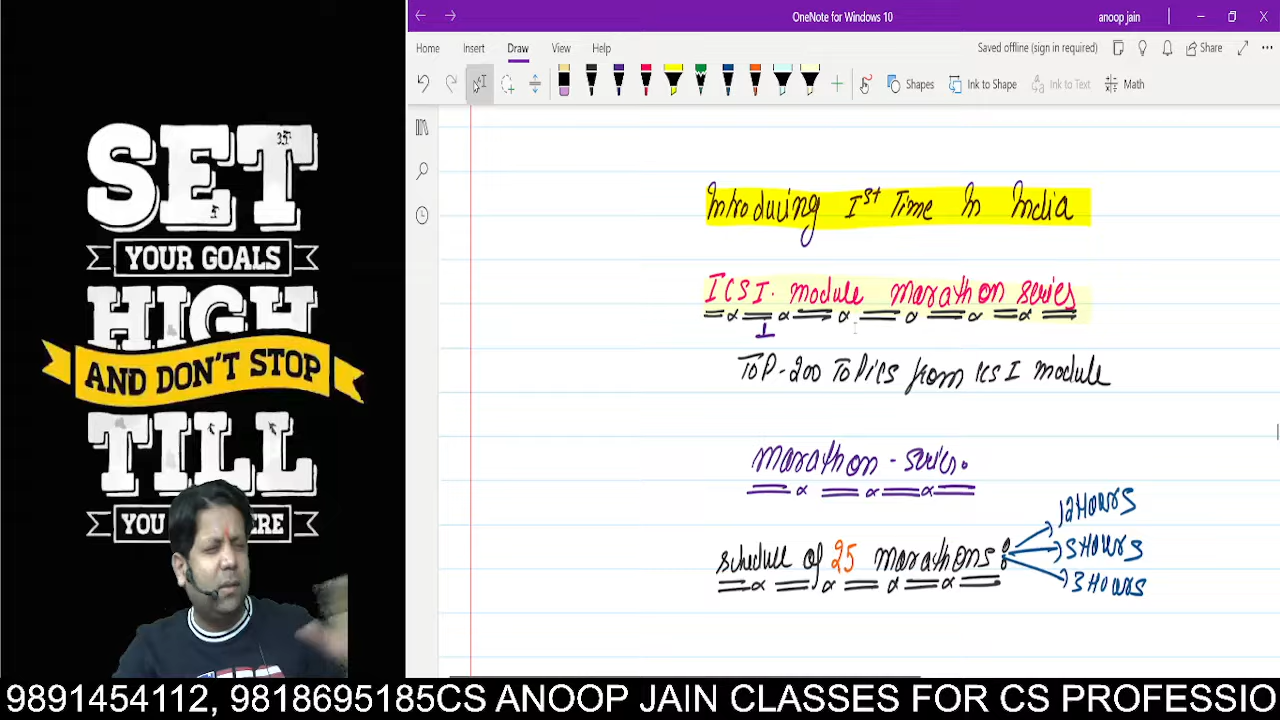 SET
YOUR GOALS
HIGH
AND DON'T STOP
TILL
OneNote for Windows 10
anoop jain
Home Insert Draw View Help
Saved offline (sign in required)
Share
Shapes
Ink to Shape
Ink to Text
Math
Introducing Ist Time In India
ICSI. module marathon series
I
ToP-200 ToPics from ICSI module
marathon-series.
schedule of 25 marathons:
12 HOURS
5 HOURS
3 HOURS
9891454112, 9818695185CS ANOOP JAIN CLASSES FOR CS PROFESSIO